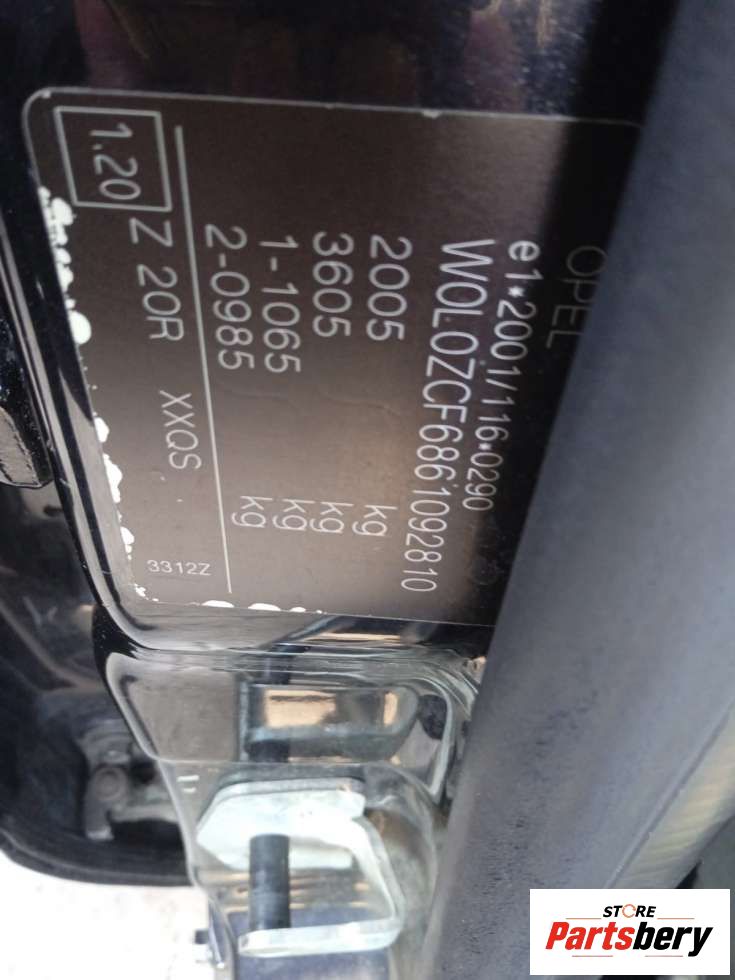 OPEL
e1*2001/116*0290
W0L0ZCF6861092810
2005 kg
3605 kg
1-1065 kg
2-0985 kg
1.20 Z 20R XXQS 3312Z
STORE
Partsbery